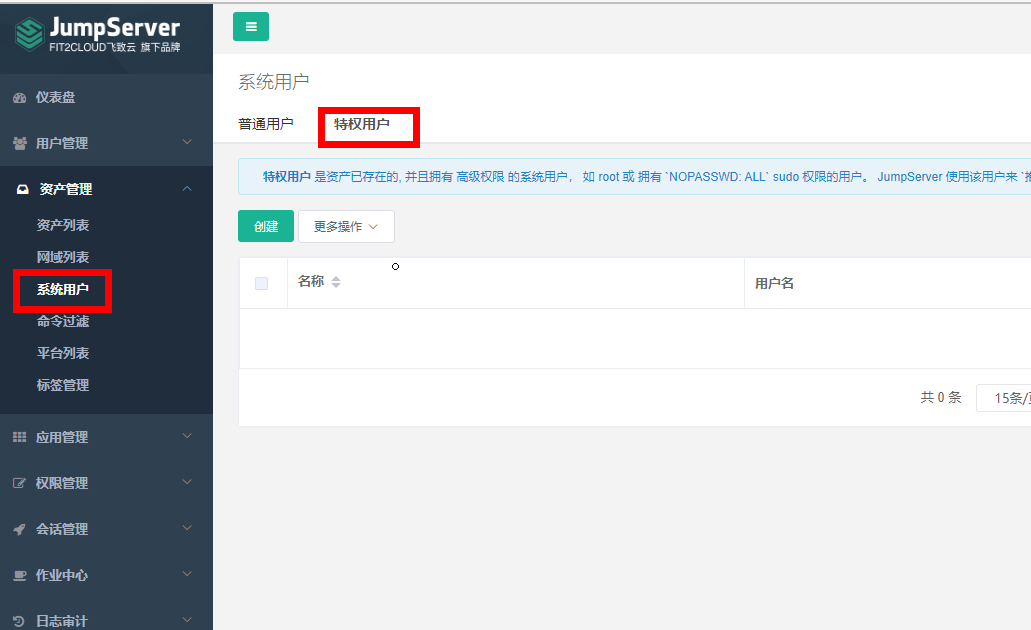 JumpServer
FIT2CLOUD飞致云 旗下品牌
仪表盘
用户管理
资产管理
资产列表
网域列表
系统用户
命令过滤
平台列表
标签管理
应用管理
权限管理
会话管理
作业中心
日志审计
系统用户
普通用户 特权用户
特权用户 是资产已存在的, 并且拥有 高级权限 的系统用户， 如 root 或 拥有 `NOPASSWD: ALL` sudo 权限的用户。 JumpServer 使用该用户来 `推
创建 更多操作
名称 用户名
共 0 条 15条/页